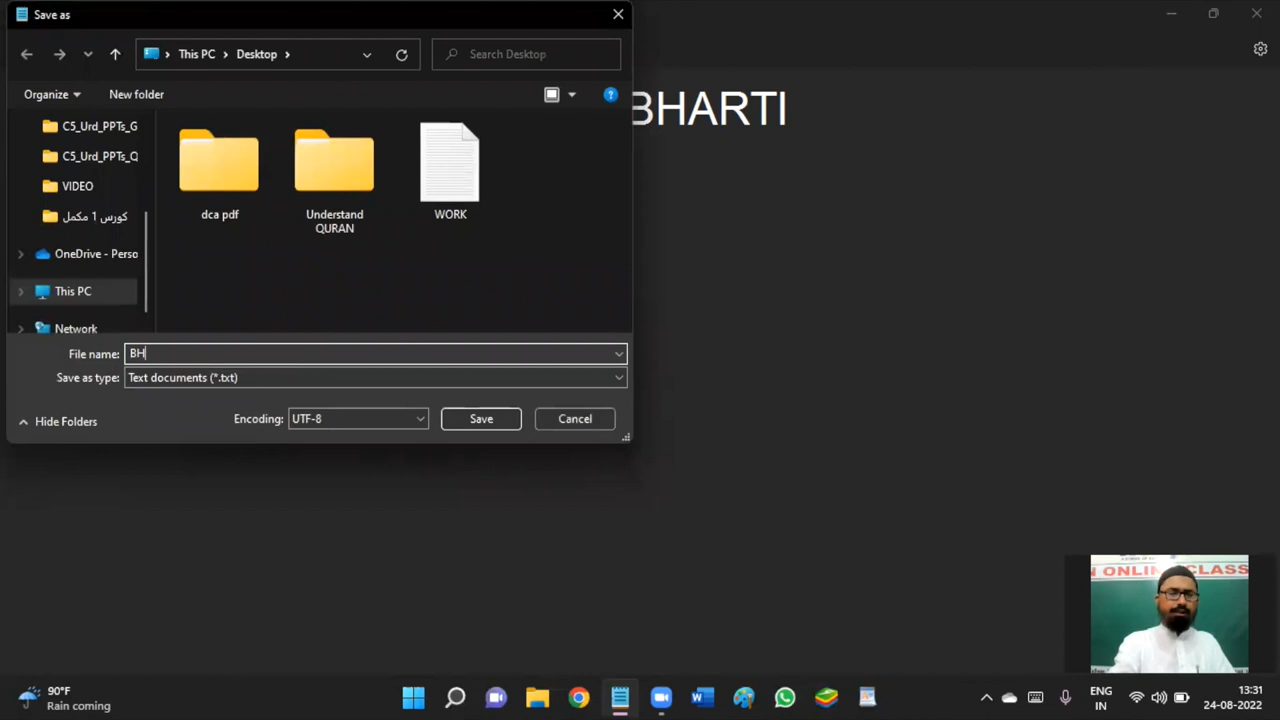 Save as
This PC > Desktop >
Search Desktop
Organize
New folder
BHARTI
C5_Urd_PPTs_G
C5_Urd_PPTs_Q
VIDEO
كورس 1 مکمل
OneDrive - Perso
This PC
Network
dca pdf
Understand
QURAN
WORK
File name: BH
Save as type: Text documents (*.txt)
Hide Folders
Encoding: UTF-8
Save
Cancel
N ONLINE CLASS
90°F
Rain coming
W
ENG
IN
13:31
24-08-2022